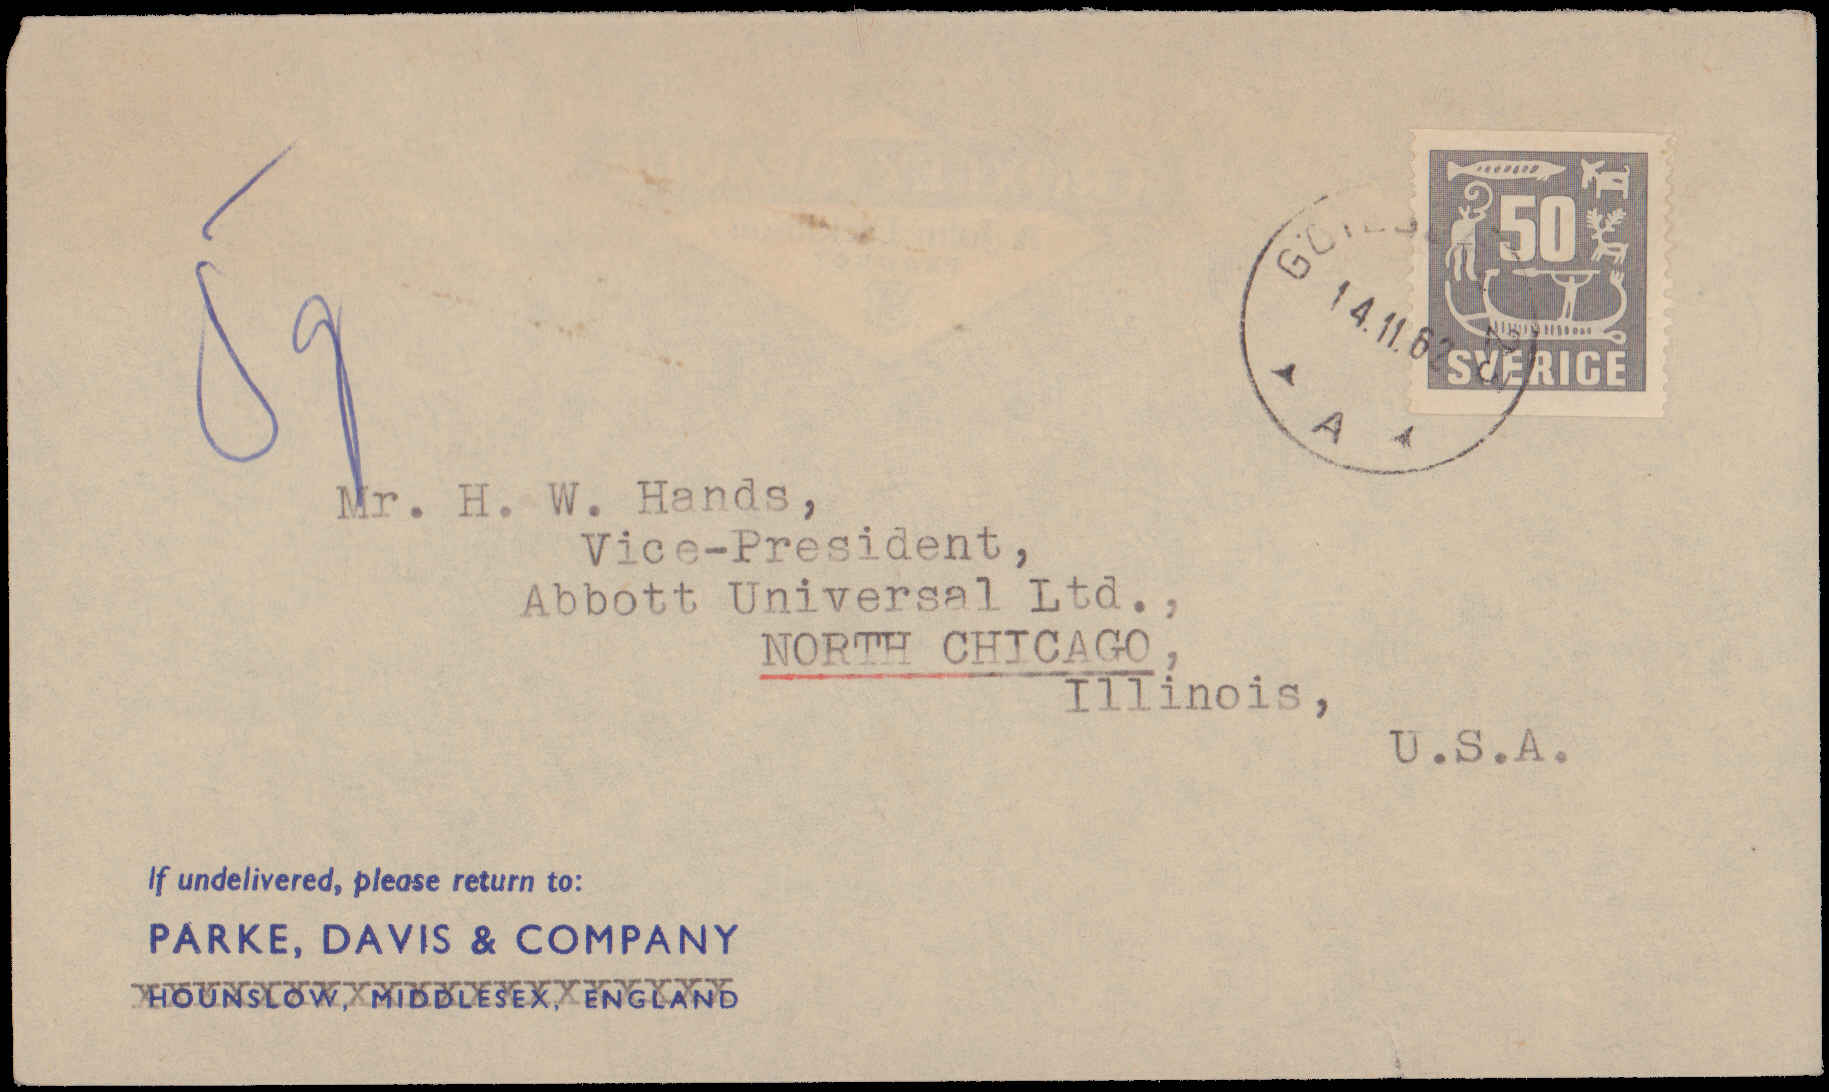 50
SVERIGE
14.11.62
A
59
Mr. H. W. Hands,
Vice-President,
Abbott Universal Ltd.,
NORTH CHICAGO,
Illinois,
U.S.A.
If undelivered, please return to:
PARKE, DAVIS & COMPANY
HOUNSLOW, MIDDLESEX, ENGLAND